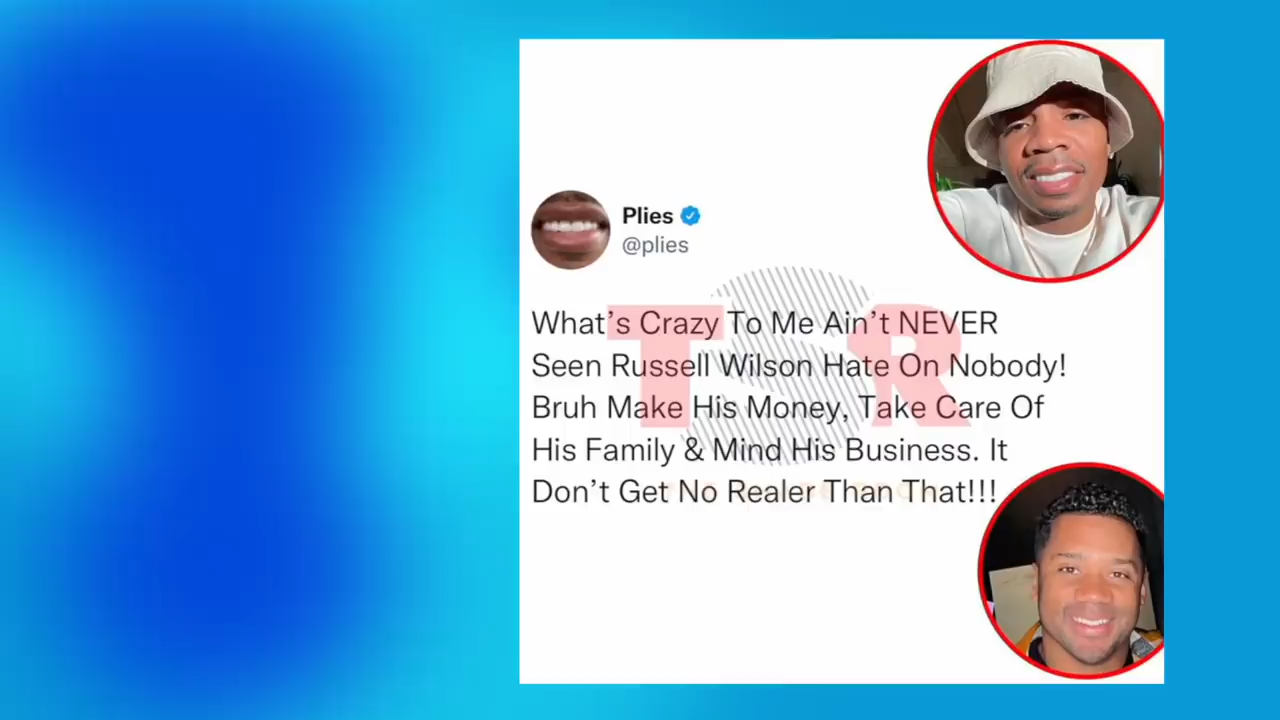 Plies
@plies
What's Crazy To Me Ain't NEVER
Seen Russell Wilson Hate On Nobody!
Bruh Make His Money, Take Care Of
His Family & Mind His Business. It
Don't Get No Realer Than That!!!
TSR